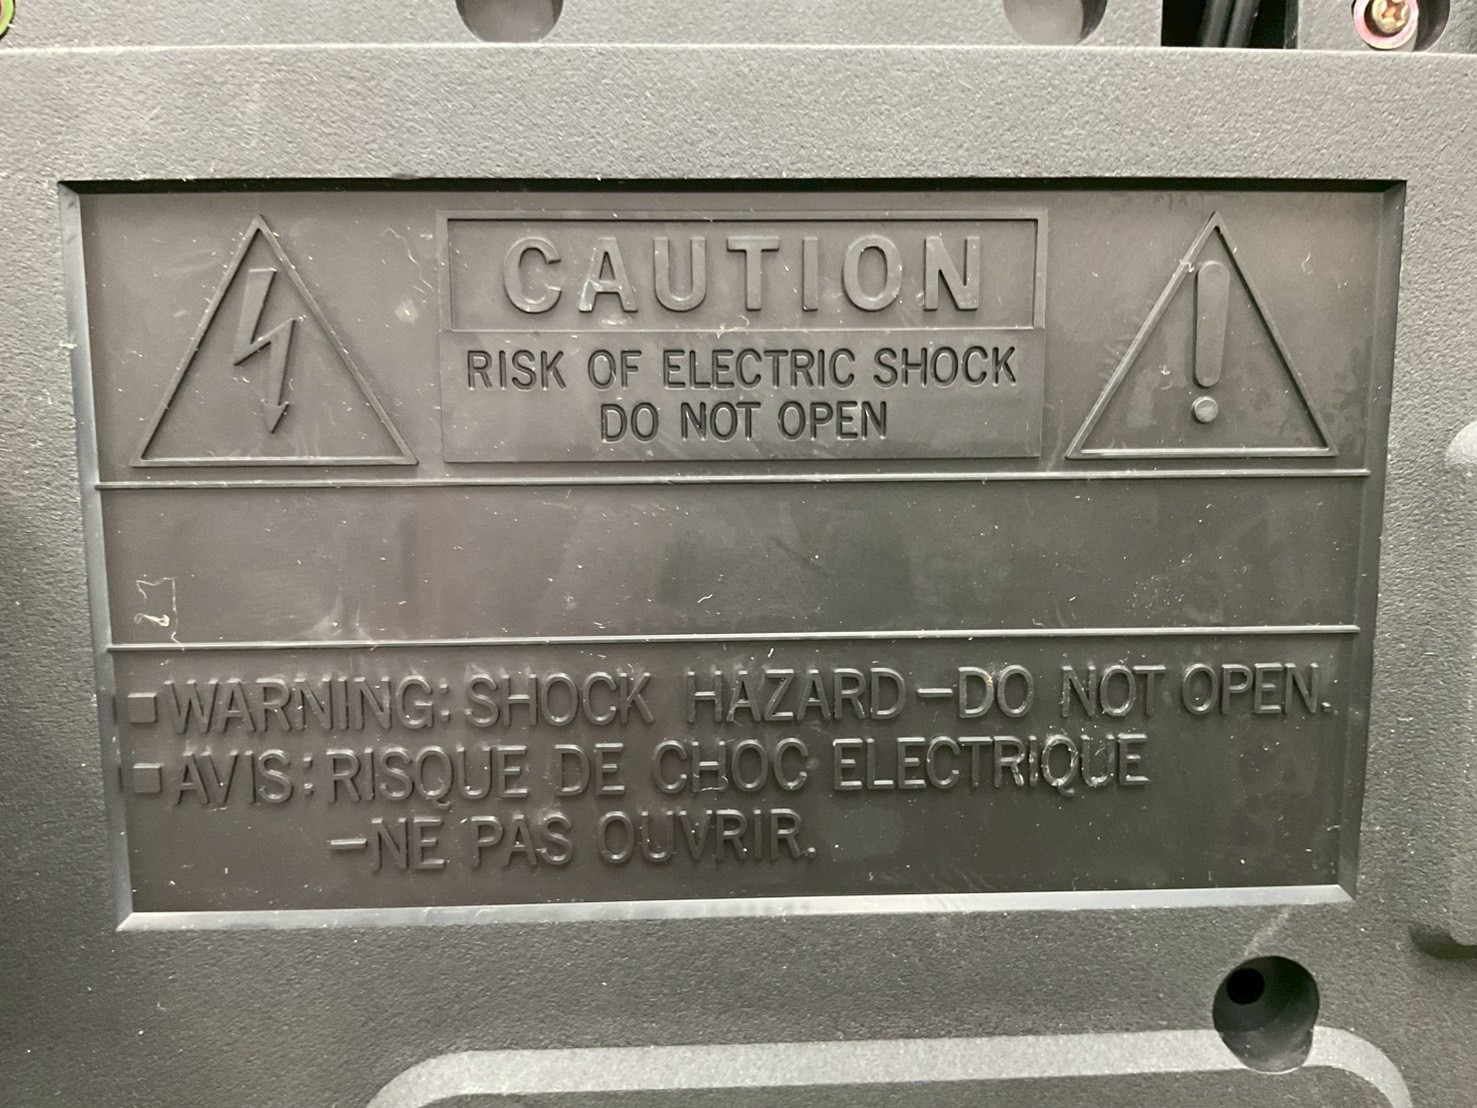 CAUTION
RISK OF ELECTRIC SHOCK
DO NOT OPEN
WARNING: SHOCK HAZARD-DO NOT OPEN.
AVIS: RISQUE DE CHOC ELECTRIQUE
-NE PAS OUVRIR.